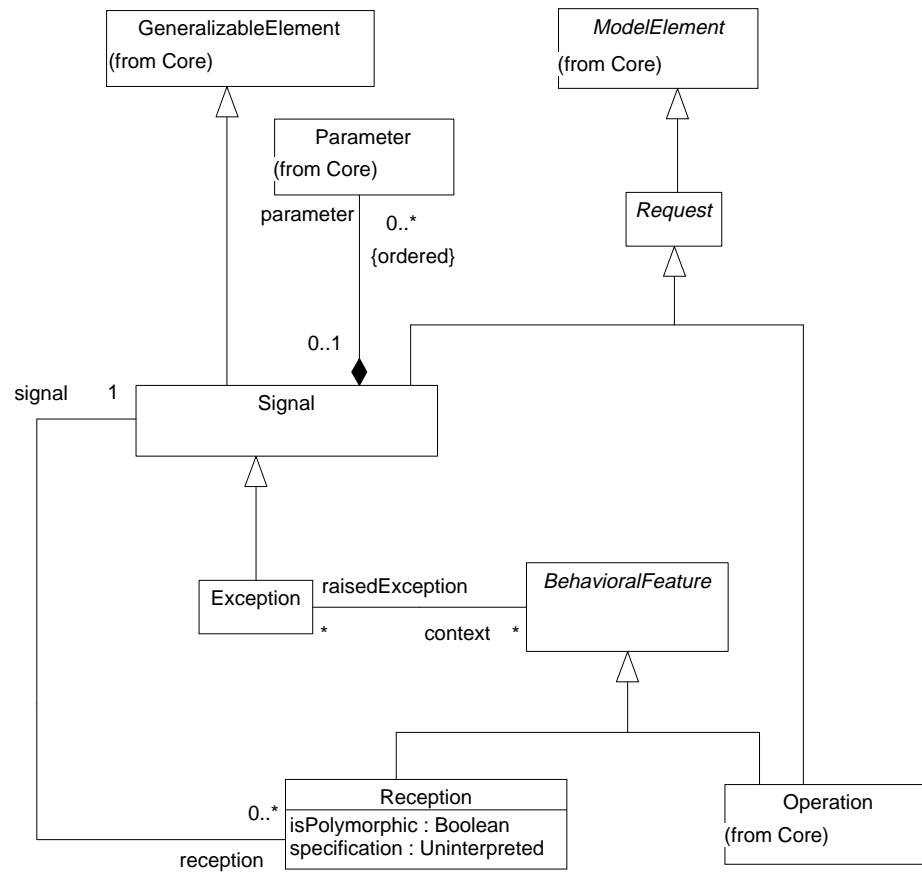 GeneralizableElement
(from Core)
ModelElement
(from Core)
Parameter
(from Core)
parameter
0..*
{ordered}
Request
0..1
signal
1
Signal
Exception
raisedException
*
BehavioralFeature
context
*
Reception
isPolymorphic : Boolean
specification : Uninterpreted
0..*
reception
Operation
(from Core)